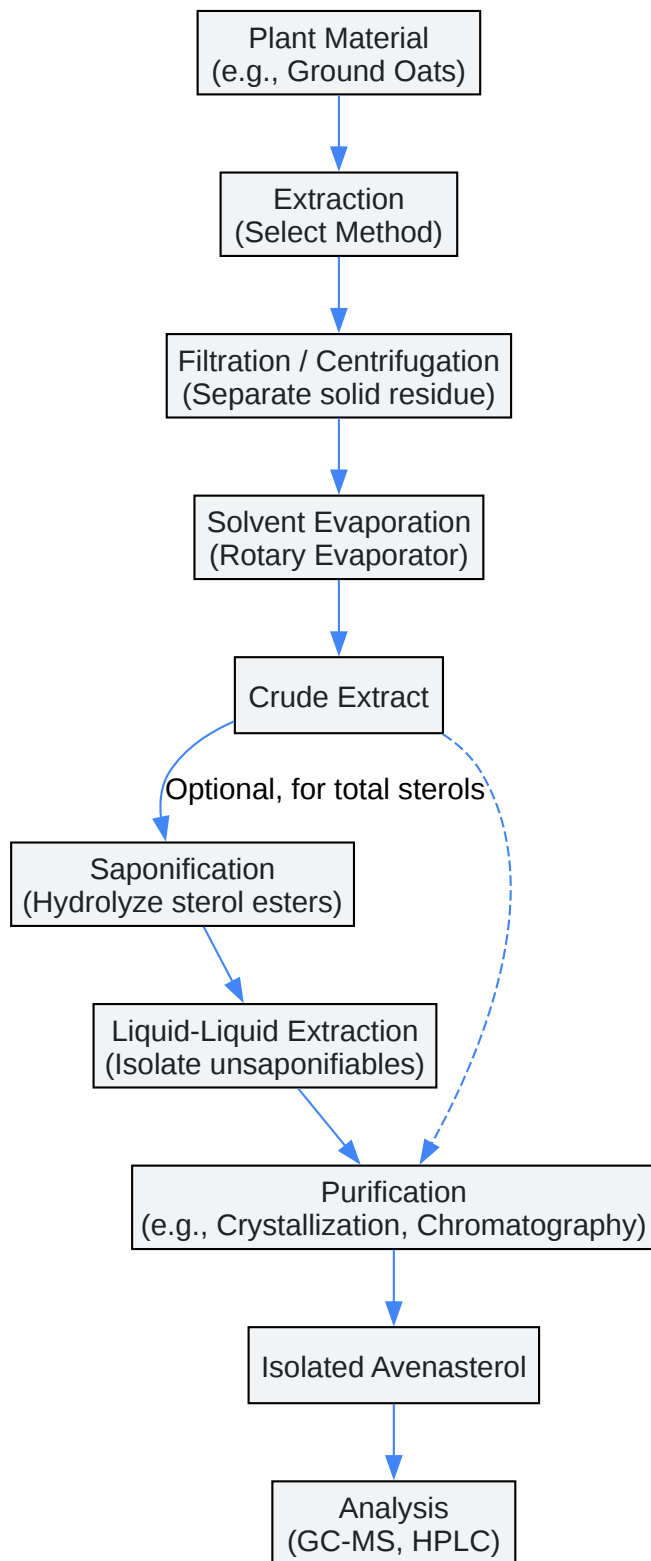 Plant Material
(e.g., Ground Oats)
Extraction
(Select Method)
Filtration / Centrifugation
(Separate solid residue)
Solvent Evaporation
(Rotary Evaporator)
Crude Extract
Optional, for total sterols
Saponification
(Hydrolyze sterol esters)
Liquid-Liquid Extraction
(Isolate unsaponifiables)
Purification
(e.g., Crystallization, Chromatography)
Isolated Avenasterol
Analysis
(GC-MS, HPLC)